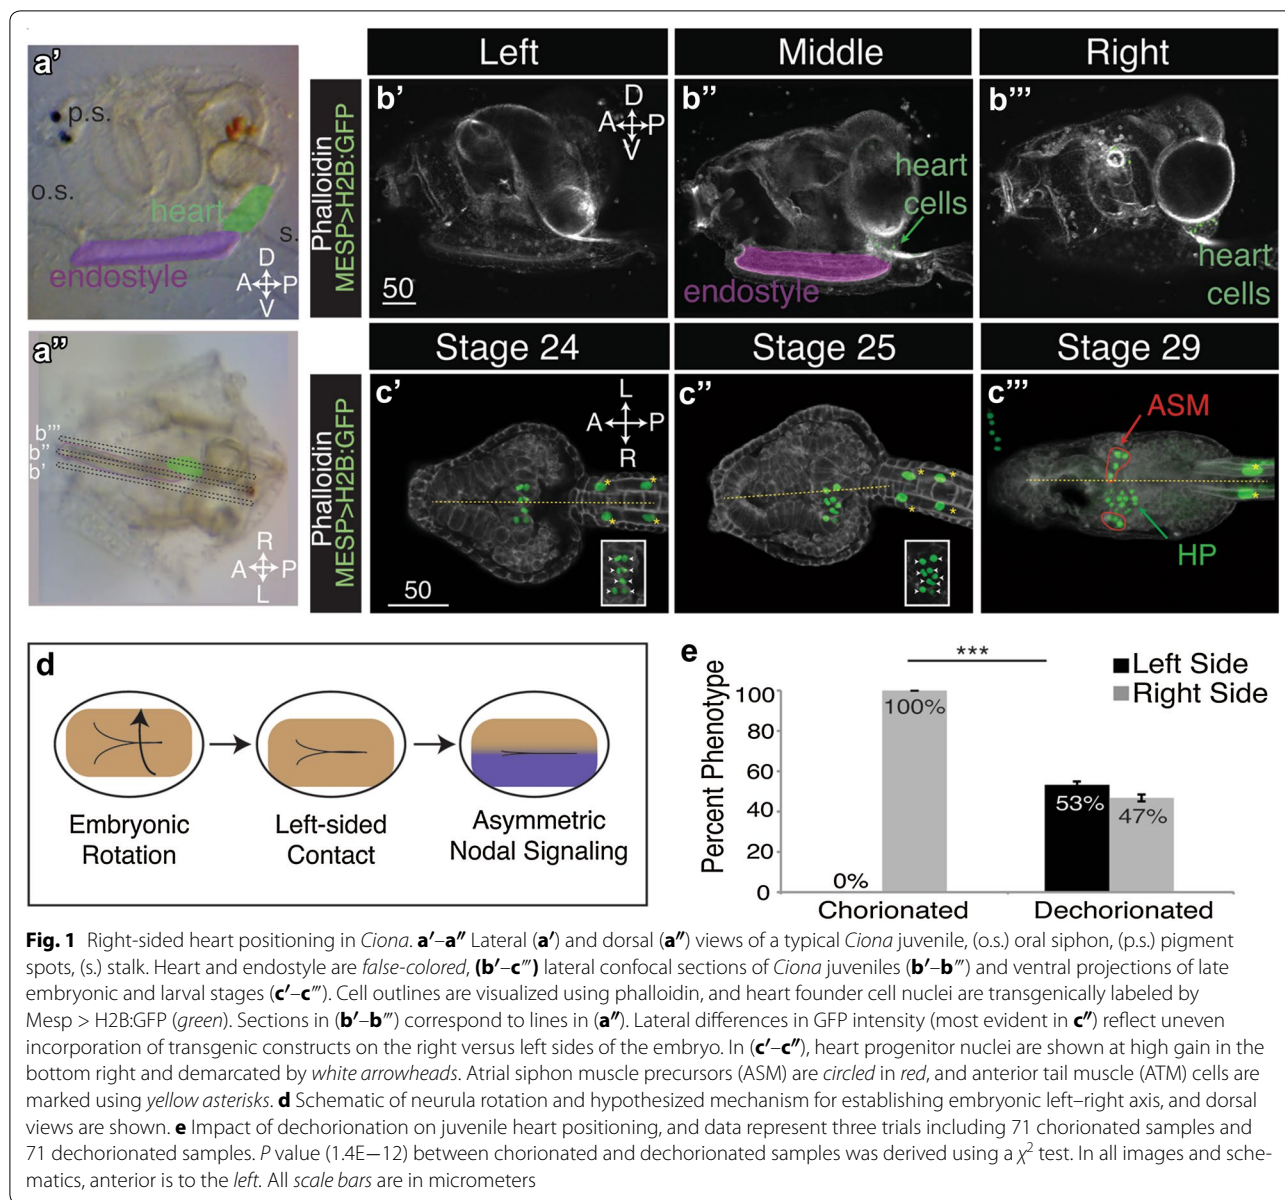 a′
p.s.
o.s.
heart
s.
endostyle
D
A P
V
Left
Middle
Right
Phalloidin
MESP>H2B:GFP
b′
D
A P
V
50
b″
heart
cells
endostyle
b‴
heart
cells
a″
b‴
b″
b′
R
A P
L
Stage 24
Stage 25
Stage 29
Phalloidin
MESP>H2B:GFP
c′
L
A P
R
* * * *
50
c″
* * * *
c‴
ASM
HP
* *
d
Embryonic
Rotation
Left-sided
Contact
Asymmetric
Nodal Signaling
e
***
Left Side
Right Side
Percent Phenotype
100
80
60
40
20
0
0%
100%
53%
47%
Chorionated
Dechorionated
Fig. 1 Right-sided heart positioning in Ciona. a′–a″ Lateral (a′) and dorsal (a″) views of a typical Ciona juvenile, (o.s.) oral siphon, (p.s.) pigment
spots, (s.) stalk. Heart and endostyle are false-colored, (b′–c‴) lateral confocal sections of Ciona juveniles (b′–b‴) and ventral projections of late
embryonic and larval stages (c′–c‴). Cell outlines are visualized using phalloidin, and heart founder cell nuclei are transgenically labeled by
Mesp > H2B:GFP (green). Sections in (b′–b‴) correspond to lines in (a″). Lateral differences in GFP intensity (most evident in c″) reflect uneven
incorporation of transgenic constructs on the right versus left sides of the embryo. In (c′–c″), heart progenitor nuclei are shown at high gain in the
bottom right and demarcated by white arrowheads. Atrial siphon muscle precursors (ASM) are circled in red, and anterior tail muscle (ATM) cells are
marked using yellow asterisks. d Schematic of neurula rotation and hypothesized mechanism for establishing embryonic left–right axis, and dorsal
views are shown. e Impact of dechorionation on juvenile heart positioning, and data represent three trials including 71 chorionated samples and
71 dechorionated samples. P value (1.4E−12) between chorionated and dechorionated samples was derived using a χ² test. In all images and sche-
matics, anterior is to the left. All scale bars are in micrometers